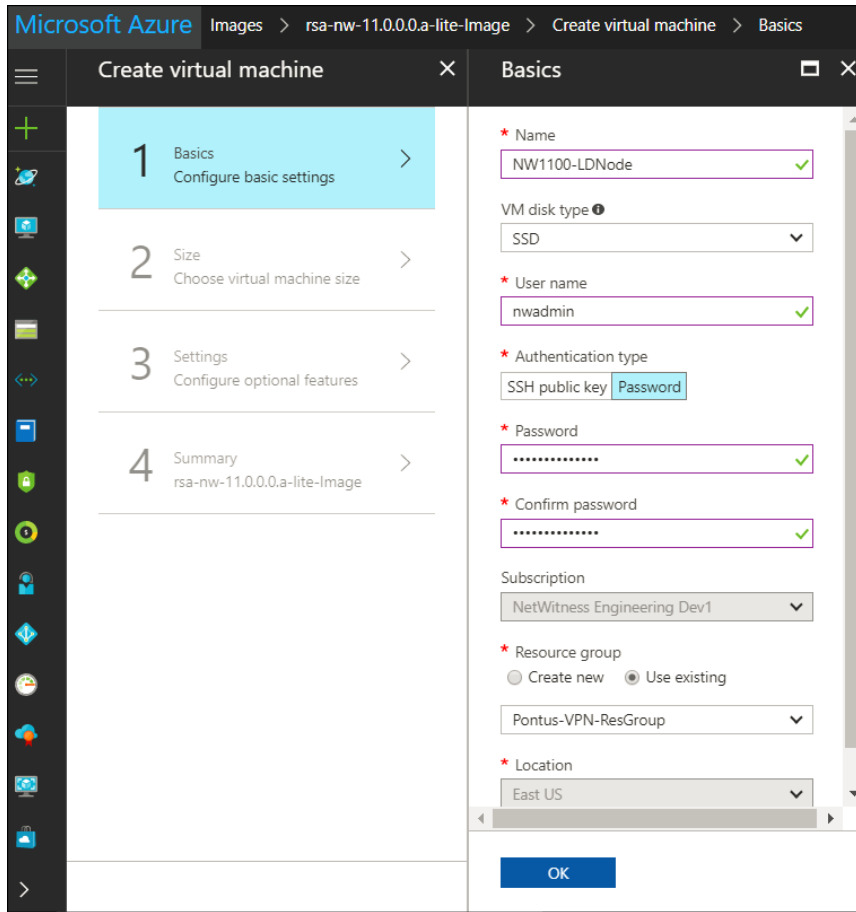 Microsoft Azure Images > rsa-nw-11.0.0.0.a-lite-Image > Create virtual machine > Basics
Create virtual machine
1 Basics
Configure basic settings
2 Size
Choose virtual machine size
3 Settings
Configure optional features
4 Summary
rsa-nw-11.0.0.0.a-lite-Image
Basics
* Name
NW1100-LDNode
VM disk type
SSD
* User name
nwadmin
* Authentication type
SSH public key Password
* Password
••••••••••••••
* Confirm password
••••••••••••••
Subscription
NetWitness Engineering Dev1
* Resource group
Create new Use existing
Pontus-VPN-ResGroup
* Location
East US
OK